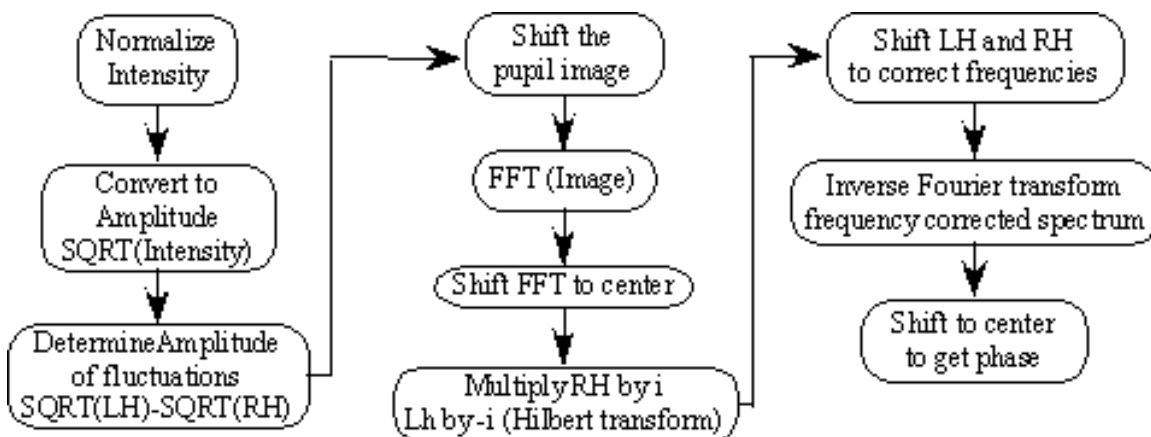 Normalize
Intensity
Convert to
Amplitude
SQRT(Intensity)
DetermineAmplitude
of fluctuations
SQRT(LH)-SQRT(RH)
Shift the
pupil image
FFT (Image)
Shift FFT to center
Multiply RH by i
Lh by -i (Hilbert transform)
Shift LH and RH
to correct frequencies
Inverse Fourier transform
frequency corrected spectrum
Shift to center
to get phase